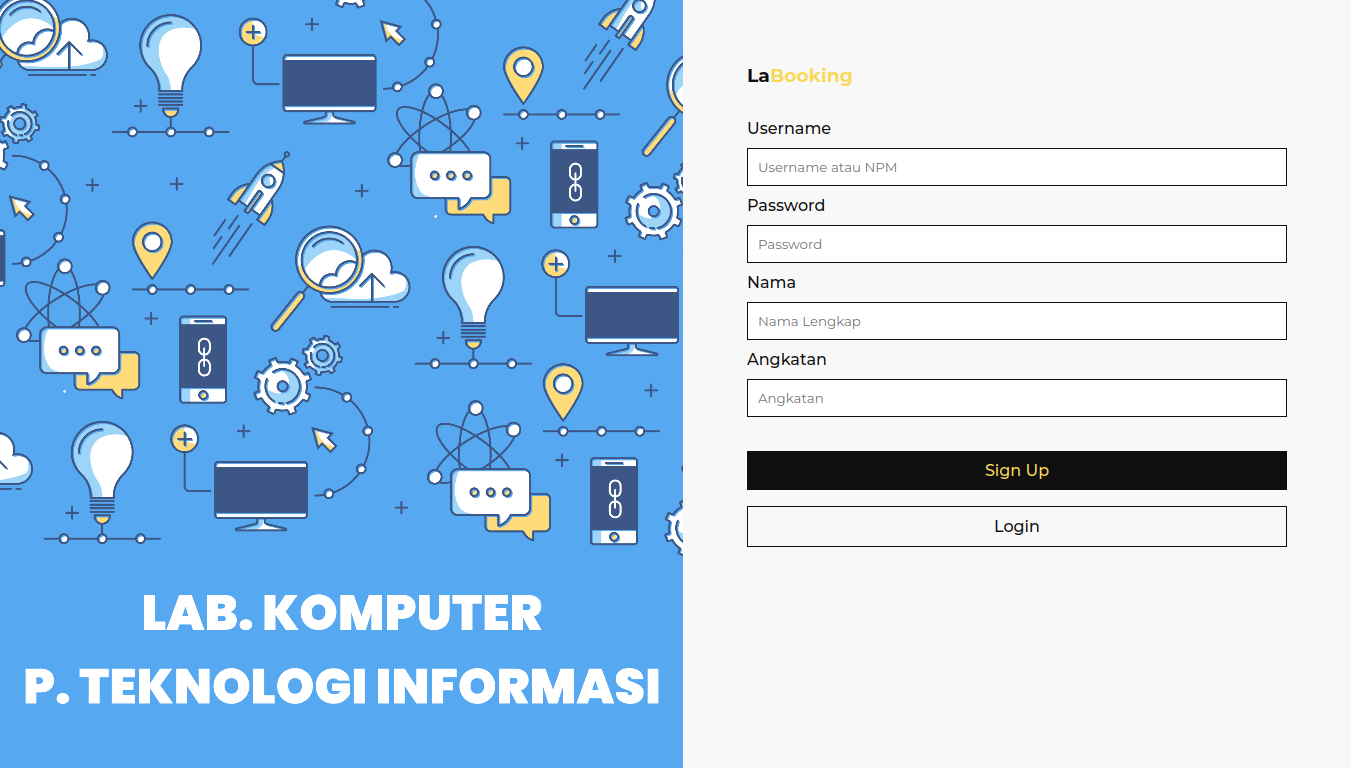 LAB. KOMPUTER
P. TEKNOLOGI INFORMASI
LaBooking
Username
Username atau NPM
Password
Password
Nama
Nama Lengkap
Angkatan
Angkatan
Sign Up
Login